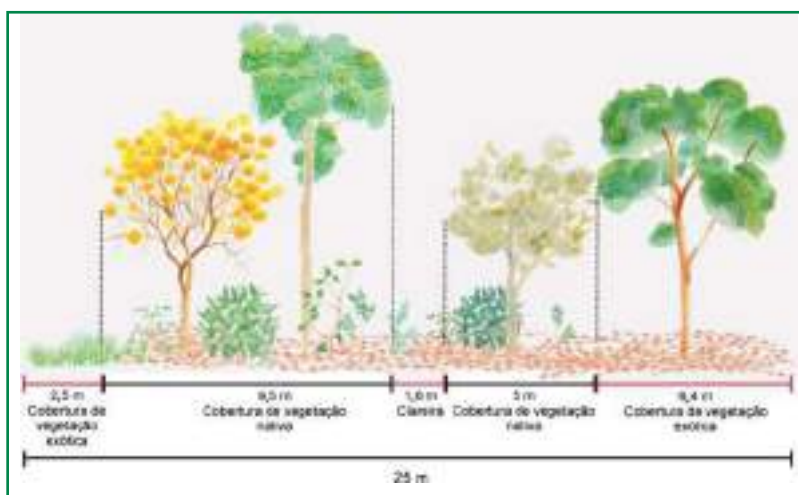 2,5 m
Cobertura de
vegetação
exótica
9,5 m
Cobertura de vegetação
nativa
1,6 m
Clareira
5 m
Cobertura de vegetação
nativa
6,4 m
Cobertura de vegetação
exótica
25 m